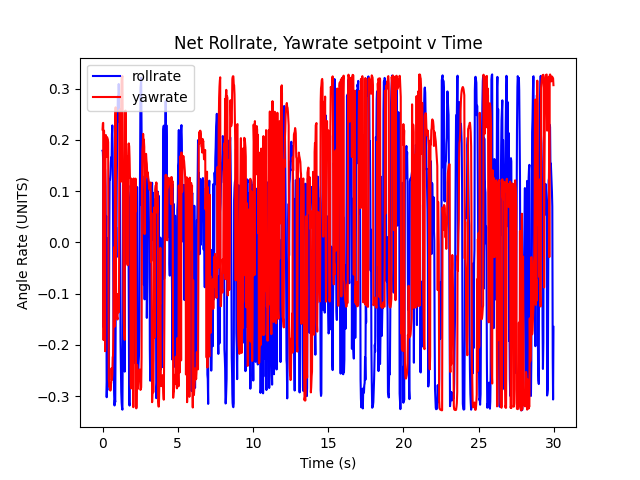 Net Rollrate, Yawrate setpoint v Time
rollrate
yawrate
Angle Rate (UNITS)
0.3
0.2
0.1
0.0
−0.1
−0.2
−0.3
0 5 10 15 20 25 30
Time (s)